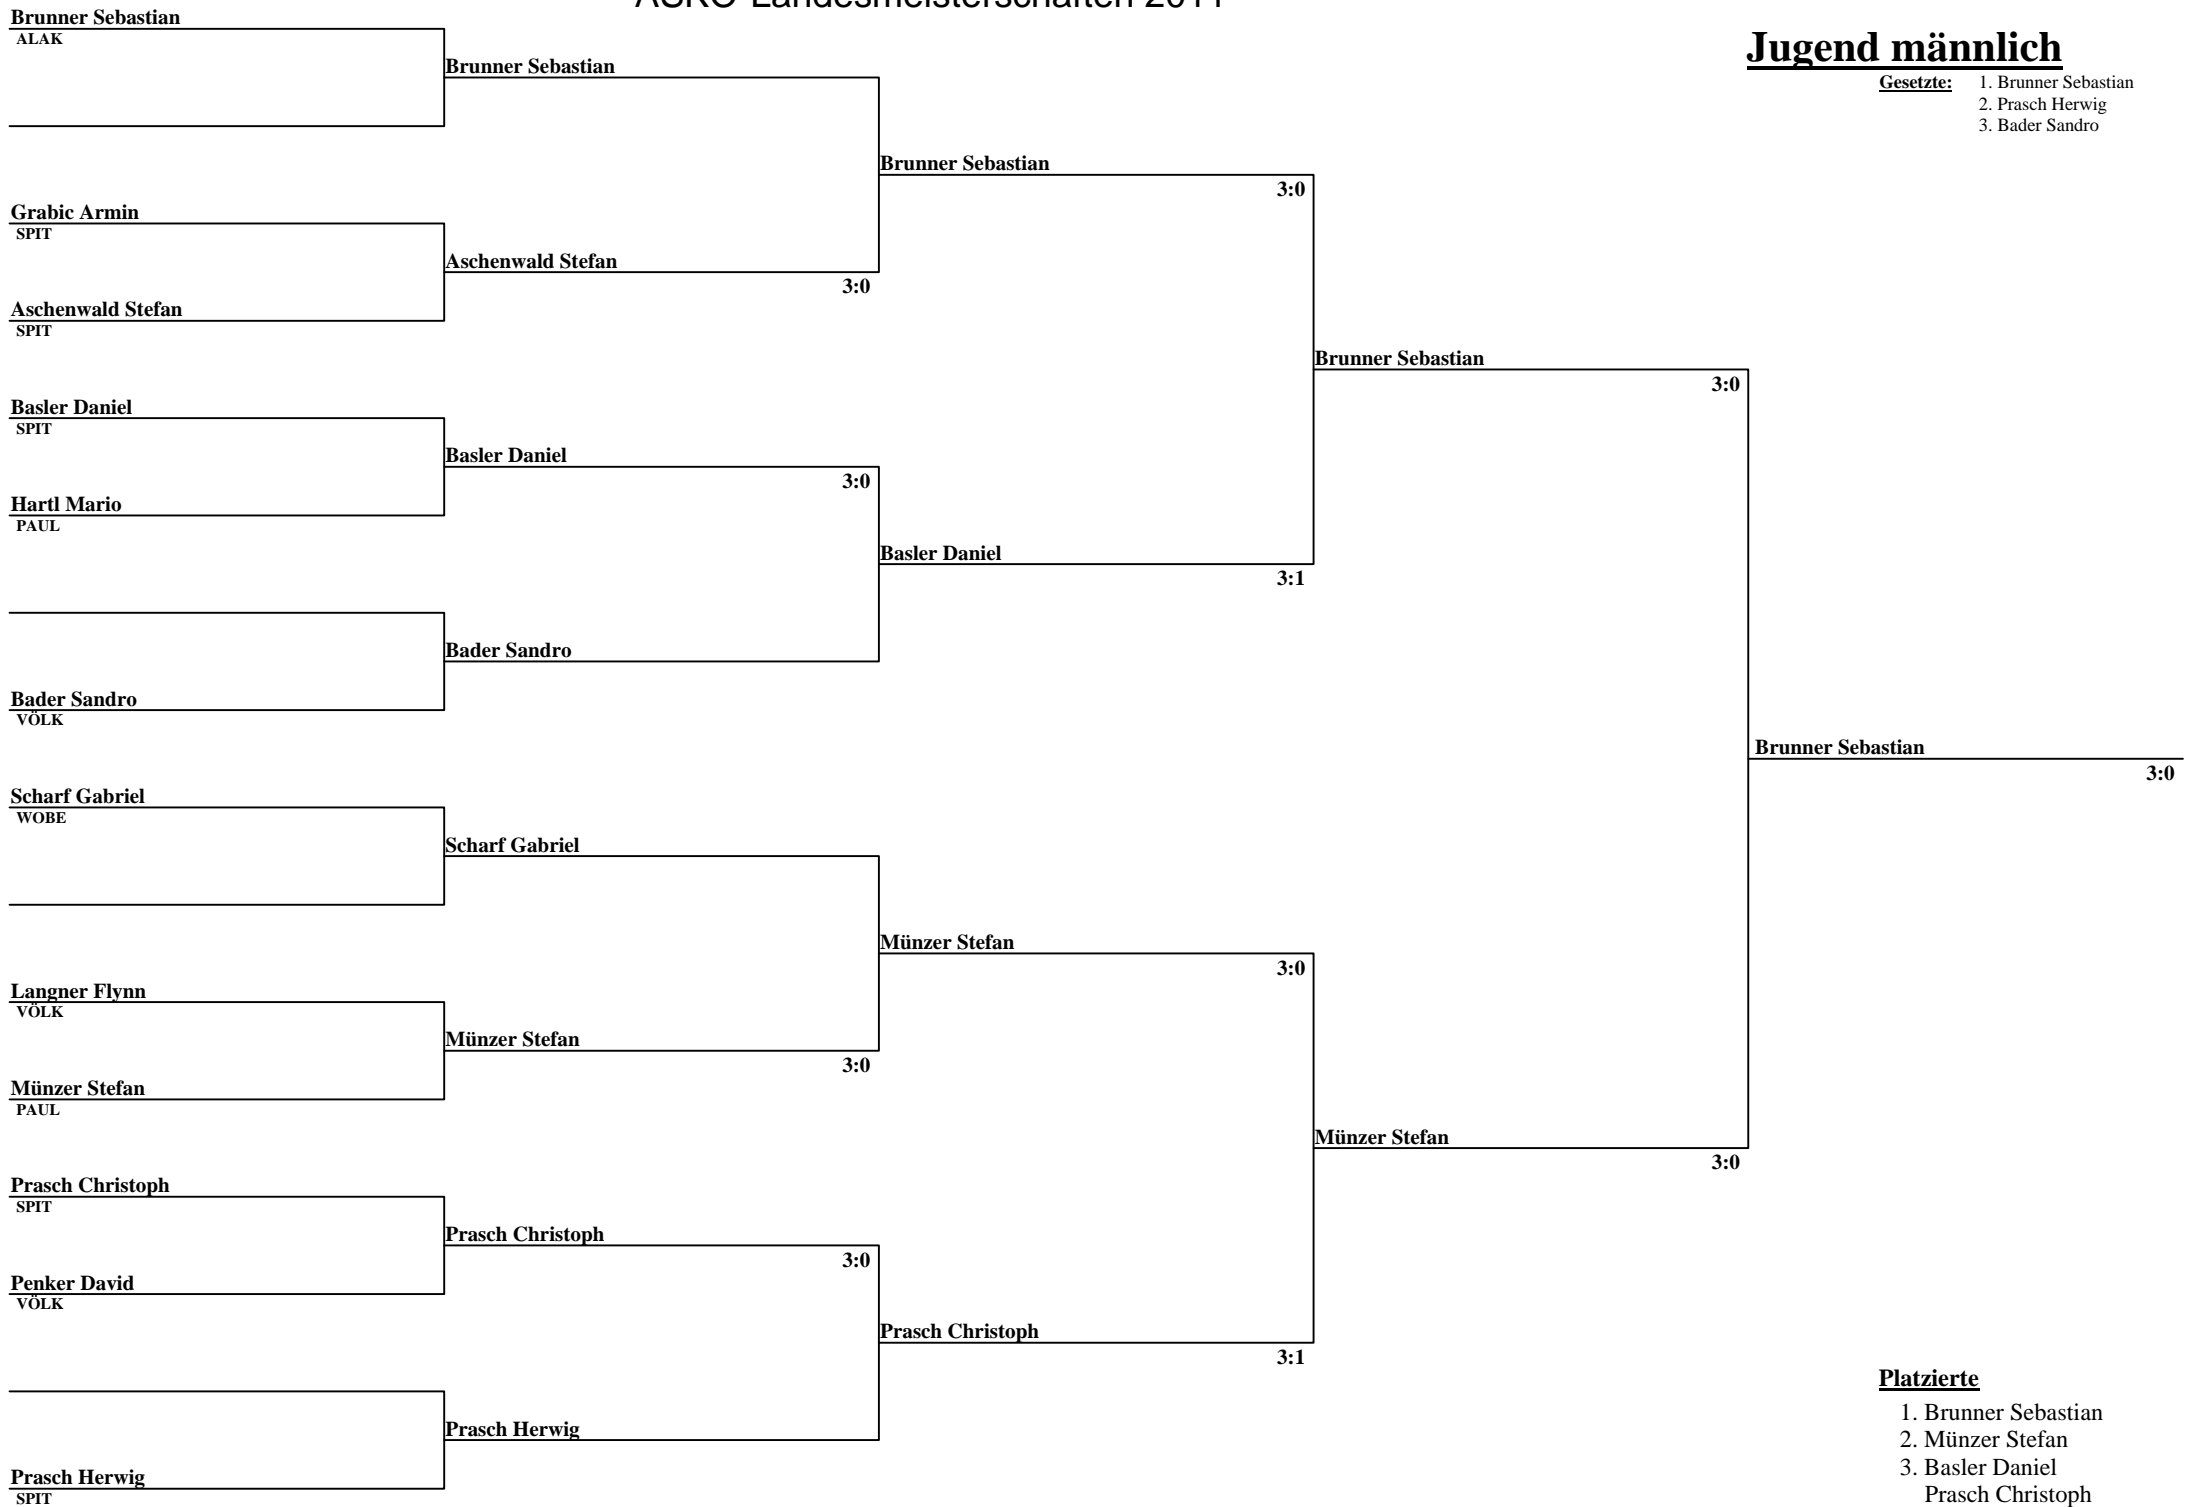 ASKÖ-Landesmeisterschaften 2011
Jugend männlich
Gesetzte: 1. Brunner Sebastian
2. Prasch Herwig
3. Bader Sandro
Brunner Sebastian
ALAK
Grabic Armin
SPIT
Aschenwald Stefan
SPIT
Basler Daniel
SPIT
Hartl Mario
PAUL
Bader Sandro
VÖLK
Scharf Gabriel
WOBE
Langner Flynn
VÖLK
Münzer Stefan
PAUL
Prasch Christoph
SPIT
Penker David
VÖLK
Prasch Herwig
SPIT
Brunner Sebastian
Aschenwald Stefan
3:0
Basler Daniel
3:0
Bader Sandro
Scharf Gabriel
Münzer Stefan
3:0
Prasch Christoph
3:0
Prasch Herwig
Brunner Sebastian
3:0
Basler Daniel
3:1
Münzer Stefan
3:0
Prasch Christoph
3:1
Brunner Sebastian
3:0
Münzer Stefan
3:0
Brunner Sebastian
3:0
Platzierte
1. Brunner Sebastian
2. Münzer Stefan
3. Basler Daniel
Prasch Christoph